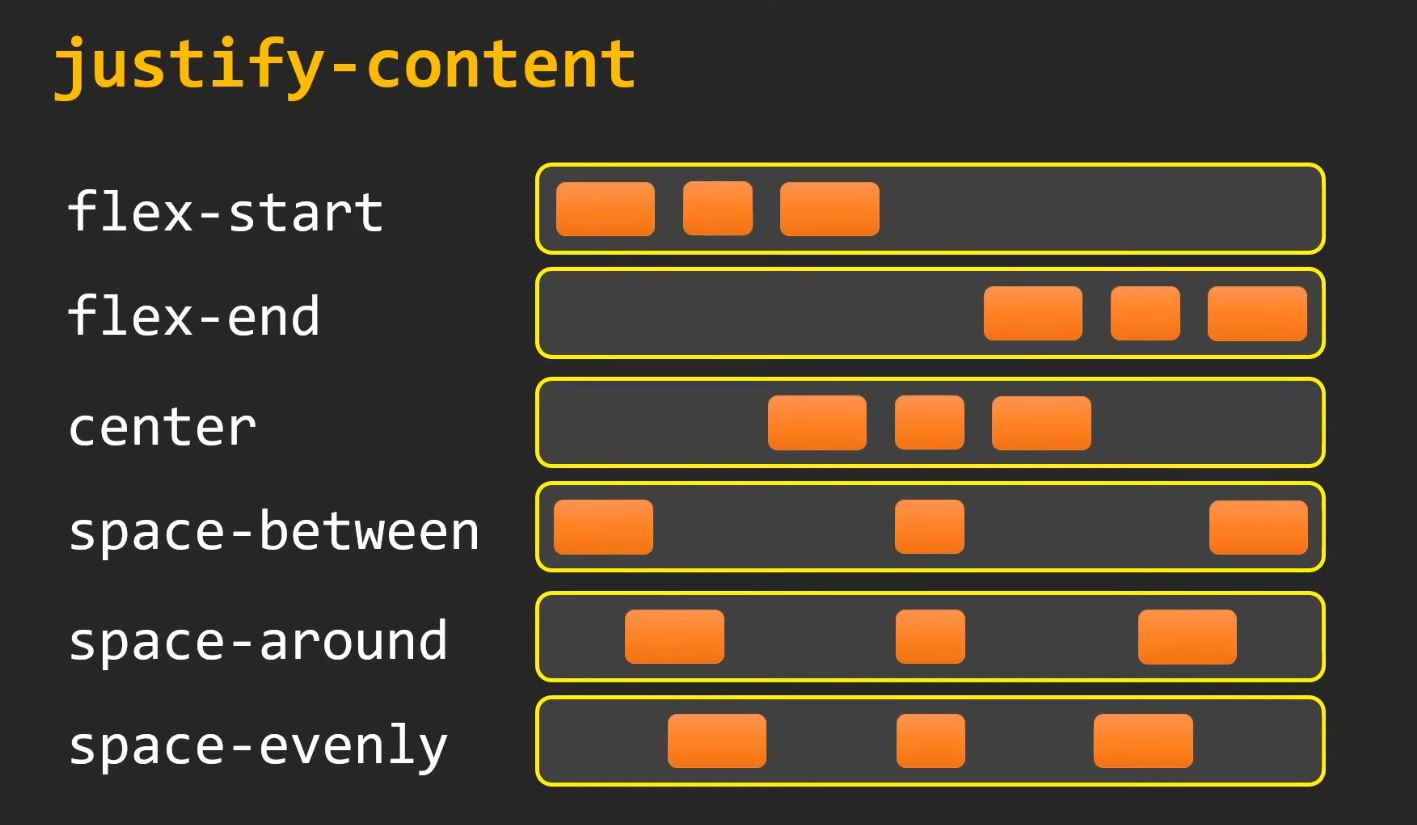 justify-content
flex-start
flex-end
center
space-between
space-around
space-evenly